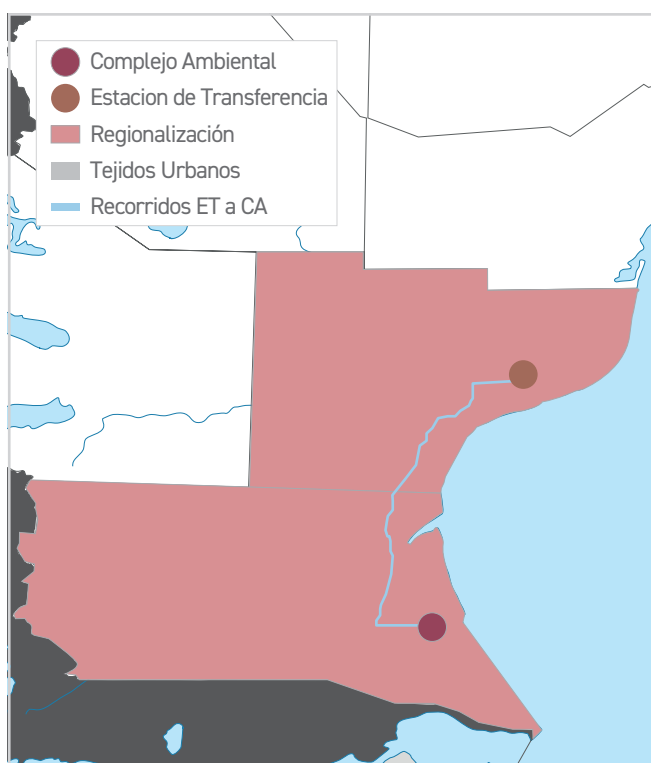 Complejo Ambiental
Estacion de Transferencia
Regionalización
Tejidos Urbanos
Recorridos ET a CA